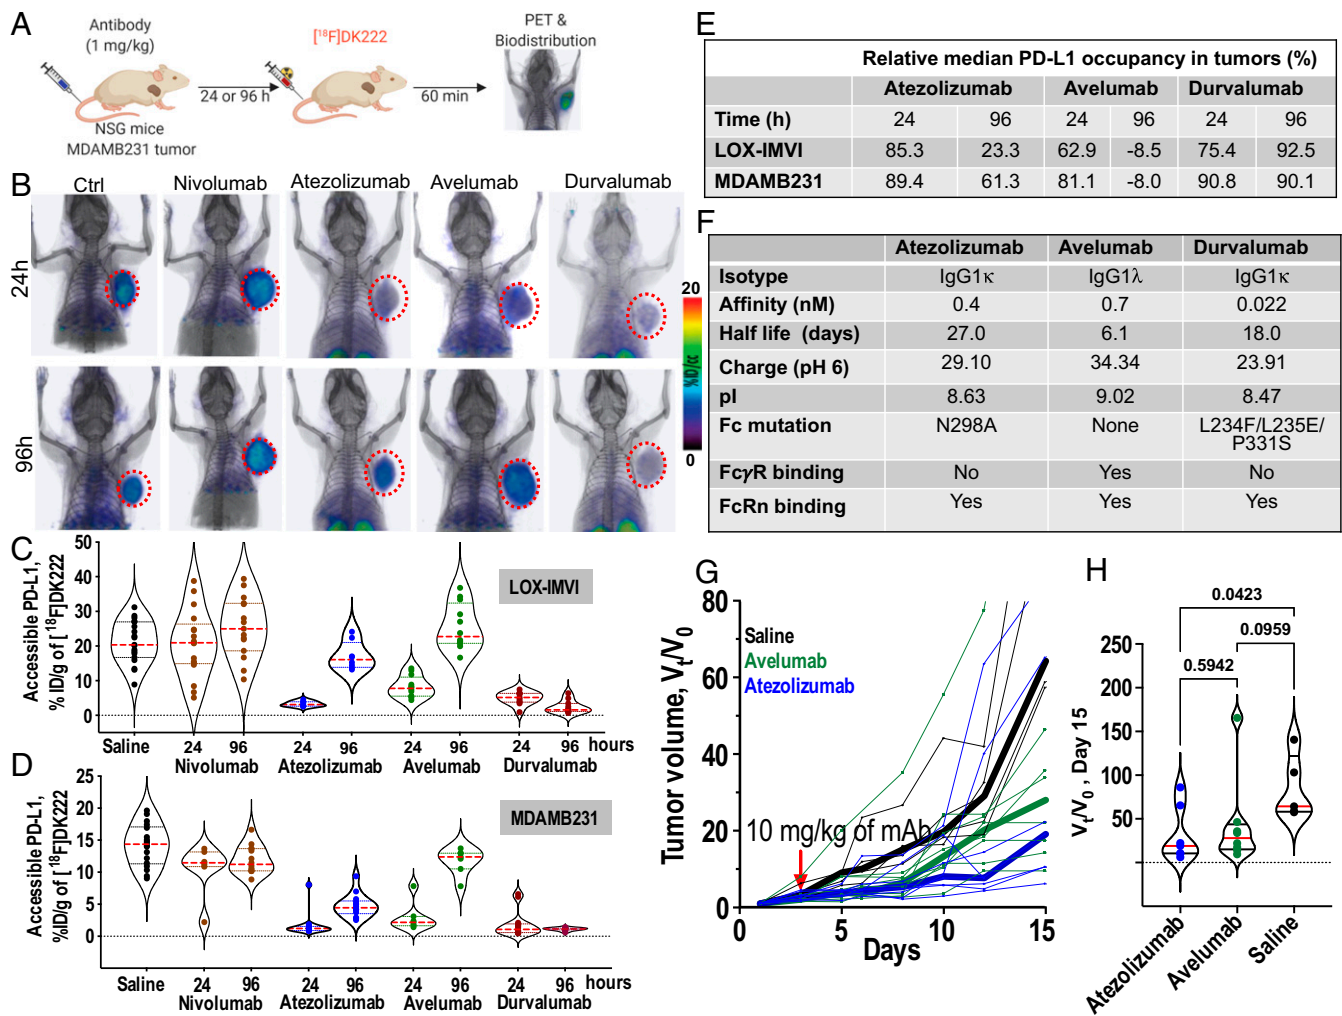 A
Antibody
(1 mg/kg)
24 or 96 h
NSG mice
MDAMB231 tumor
[¹⁸F]DK222
60 min
PET &
Biodistribution
B
Ctrl Nivolumab Atezolizumab Avelumab Durvalumab
24h
96h
20
%ID/cc
0
C
Accessible PD-L1,
% ID/g of [¹⁸F]DK222
50
40
30
20
10
0
LOX-IMVI
Saline 24 96 24 96 24 96 24 96 hours
Nivolumab Atezolizumab Avelumab Durvalumab
D
Accessible PD-L1,
%ID/g of [¹⁸F]DK222
25
20
15
10
5
0
MDAMB231
Saline 24 96 24 96 24 96 24 96 hours
Nivolumab Atezolizumab Avelumab Durvalumab
E
Relative median PD-L1 occupancy in tumors (%)
Atezolizumab Avelumab Durvalumab
Time (h) 24 96 24 96 24 96
LOX-IMVI 85.3 23.3 62.9 -8.5 75.4 92.5
MDAMB231 89.4 61.3 81.1 -8.0 90.8 90.1
F
Atezolizumab Avelumab Durvalumab
Isotype IgG1κ IgG1λ IgG1κ
Affinity (nM) 0.4 0.7 0.022
Half life (days) 27.0 6.1 18.0
Charge (pH 6) 29.10 34.34 23.91
pI 8.63 9.02 8.47
Fc mutation N298A None L234F/L235E/
P331S
FcγR binding No Yes No
FcRn binding Yes Yes Yes
G
Tumor volume, Vt/V0
80
60
40
20
0
Saline
Avelumab
Atezolizumab
10 mg/kg of mAb
0 5 10 15
Days
H
0.0423
0.0959
0.5942
Vt/V0 , Day 15
250
200
150
100
50
Atezolizumab
Avelumab
Saline